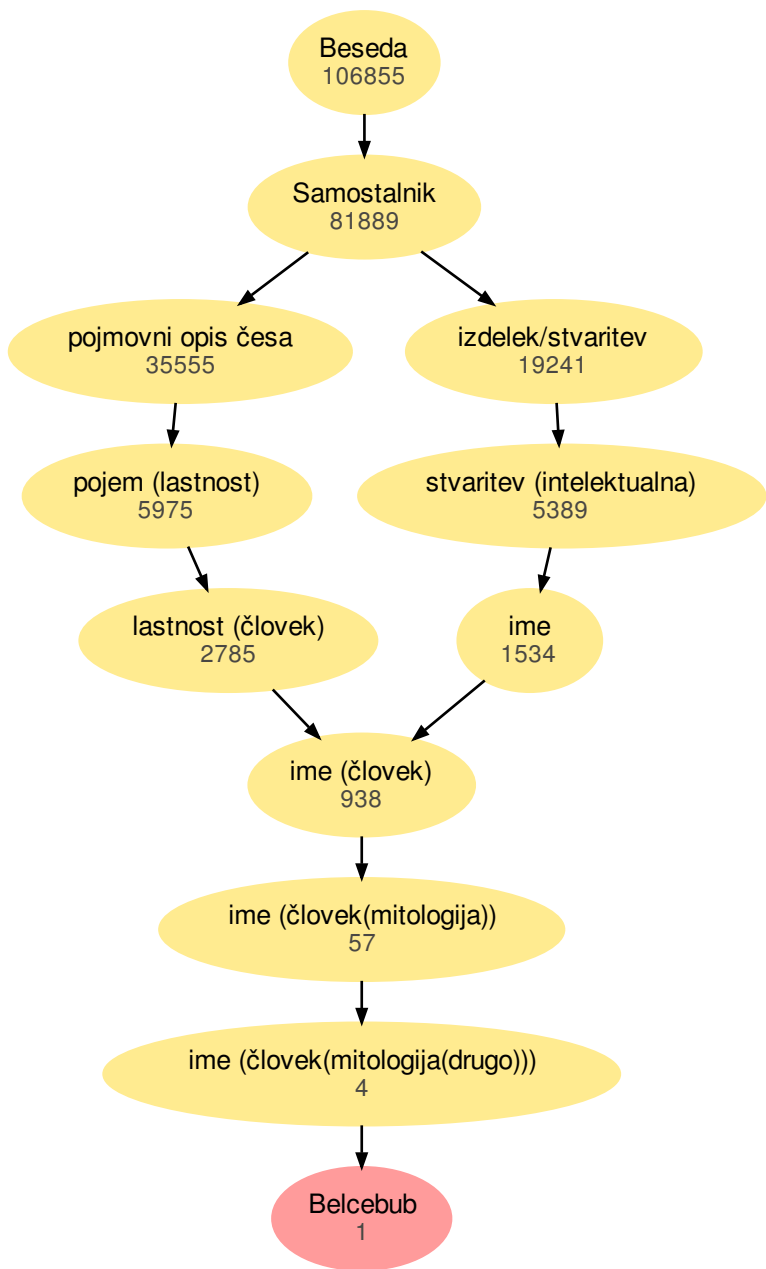 Beseda
106855
Samostalnik
81889
pojmovni opis česa
35555
izdelek/stvaritev
19241
pojem (lastnost)
5975
stvaritev (intelektualna)
5389
lastnost (človek)
2785
ime
1534
ime (človek)
938
ime (človek(mitologija))
57
ime (človek(mitologija(drugo)))
4
Belcebub
1